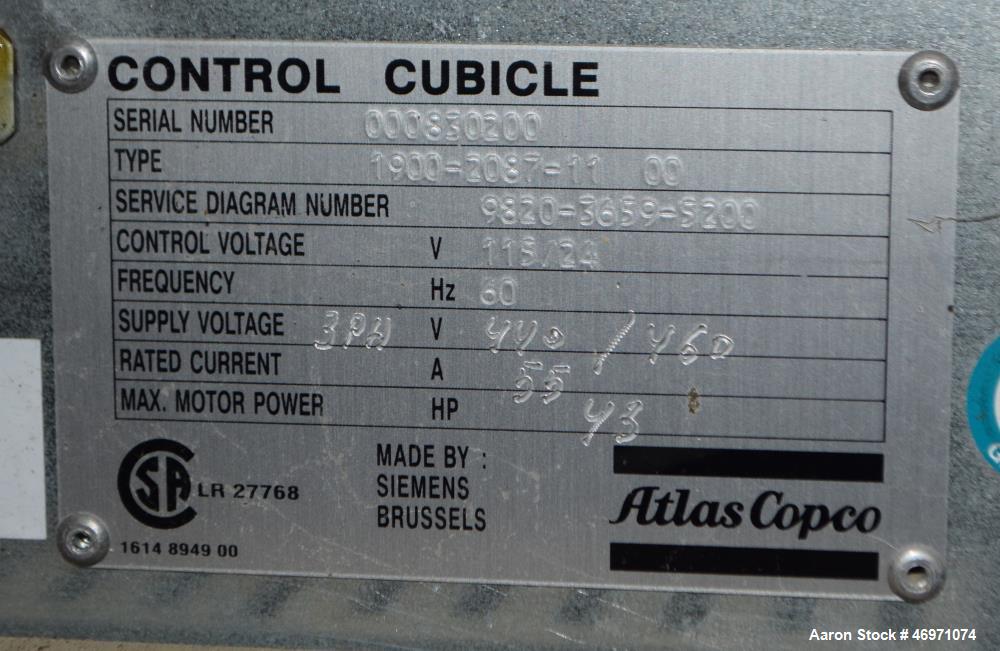 CONTROL CUBICLE
SERIAL NUMBER 000830200
TYPE 1900-2087-11 00
SERVICE DIAGRAM NUMBER 9820-3659-5200
CONTROL VOLTAGE V 115/24
FREQUENCY Hz 60
SUPPLY VOLTAGE 3PH V 440 / 460
RATED CURRENT A 55
MAX. MOTOR POWER HP 43
CSA LR 27768
1614 8949 00
MADE BY :
SIEMENS
BRUSSELS
Atlas Copco
Aaron Stock # 46971074